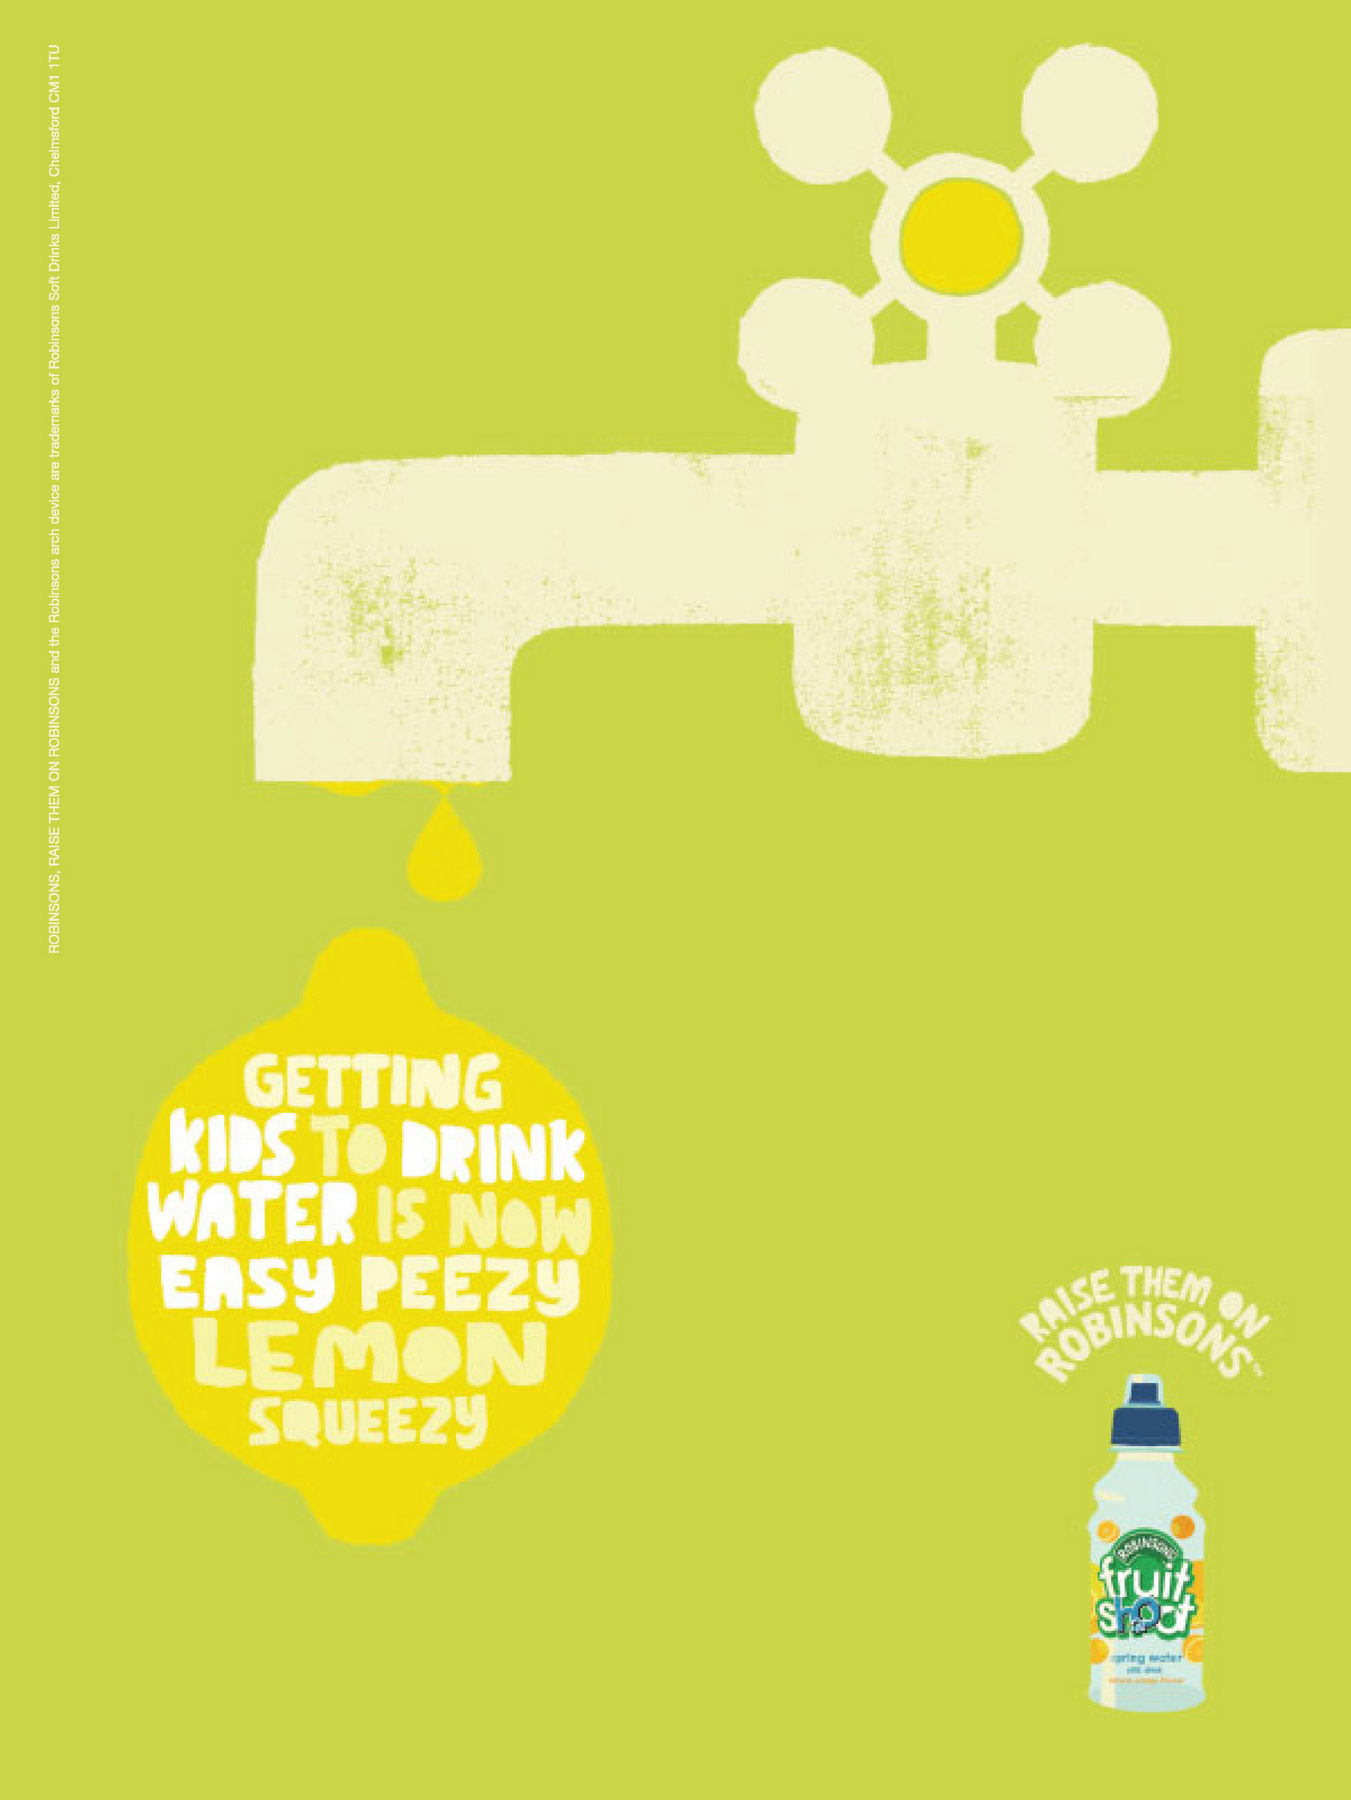 ROBINSONS, RAISE THEM ON ROBINSONS and the Robinsons arch device are trademarks of Robinsons Soft Drinks Limited, Chelmsford CM1 1TU
GETTING
KIDS TO DRINK
WATER IS NOW
EASY PEEZY
LEMON
SQUEEZY
RAISE THEM ON
ROBINSONS™
ROBINSONS
fruit
shoot
spring water